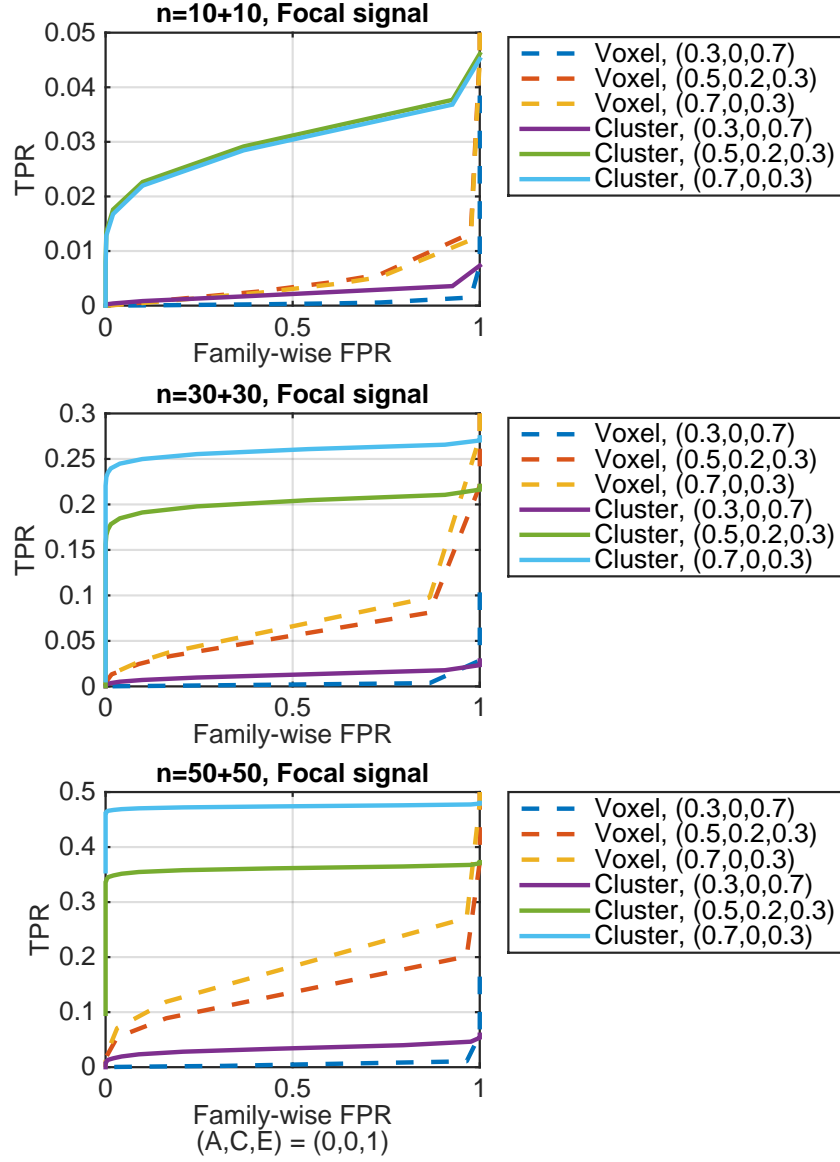 n=10+10, Focal signal
0.05
0.04
0.03
0.02
0.01
0
TPR
0
0.5
1
Family-wise FPR
Voxel, (0.3,0,0.7)
Voxel, (0.5,0.2,0.3)
Voxel, (0.7,0,0.3)
Cluster, (0.3,0,0.7)
Cluster, (0.5,0.2,0.3)
Cluster, (0.7,0,0.3)
n=30+30, Focal signal
0.3
0.25
0.2
0.15
0.1
0.05
0
TPR
0
0.5
1
Family-wise FPR
Voxel, (0.3,0,0.7)
Voxel, (0.5,0.2,0.3)
Voxel, (0.7,0,0.3)
Cluster, (0.3,0,0.7)
Cluster, (0.5,0.2,0.3)
Cluster, (0.7,0,0.3)
n=50+50, Focal signal
0.5
0.4
0.3
0.2
0.1
0
TPR
0
0.5
1
Family-wise FPR
(A,C,E) = (0,0,1)
Voxel, (0.3,0,0.7)
Voxel, (0.5,0.2,0.3)
Voxel, (0.7,0,0.3)
Cluster, (0.3,0,0.7)
Cluster, (0.5,0.2,0.3)
Cluster, (0.7,0,0.3)